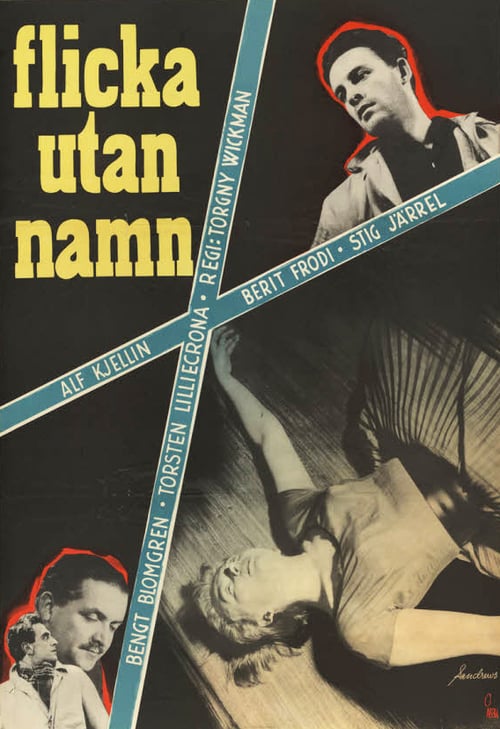 flicka
utan
namn
ALF KJELLIN
BERIT FRODI · STIG JÄRREL
BENGT BLOMGREN · TORSTEN LILLIECRONA · REGI: TORGNY WICKMAN
Sandrews